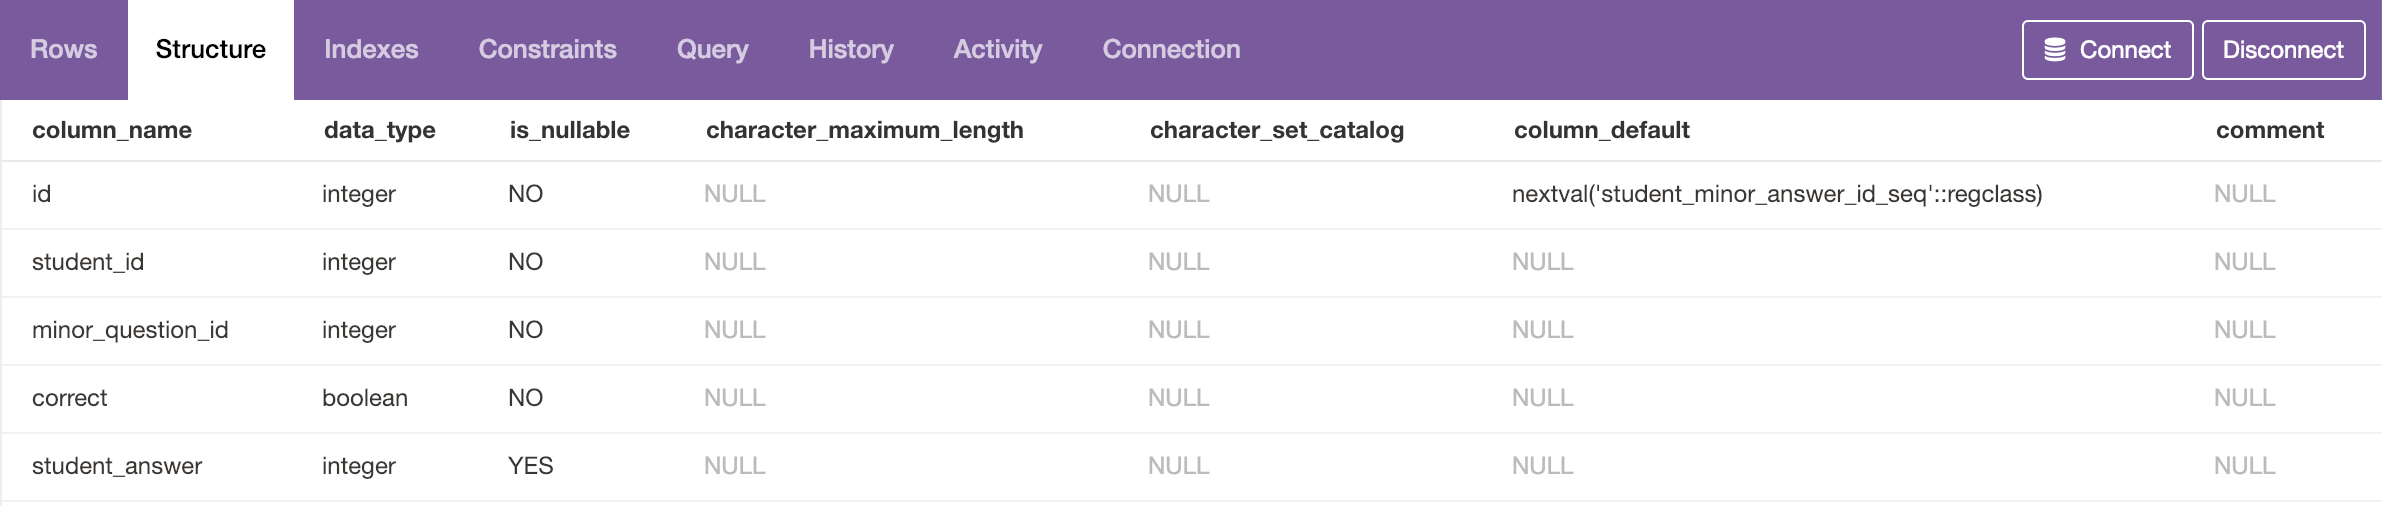 Rows Structure Indexes Constraints Query History Activity Connection Connect Disconnect
column_name data_type is_nullable character_maximum_length character_set_catalog column_default comment
id integer NO NULL NULL nextval('student_minor_answer_id_seq'::regclass) NULL
student_id integer NO NULL NULL NULL NULL
minor_question_id integer NO NULL NULL NULL NULL
correct boolean NO NULL NULL NULL NULL
student_answer integer YES NULL NULL NULL NULL